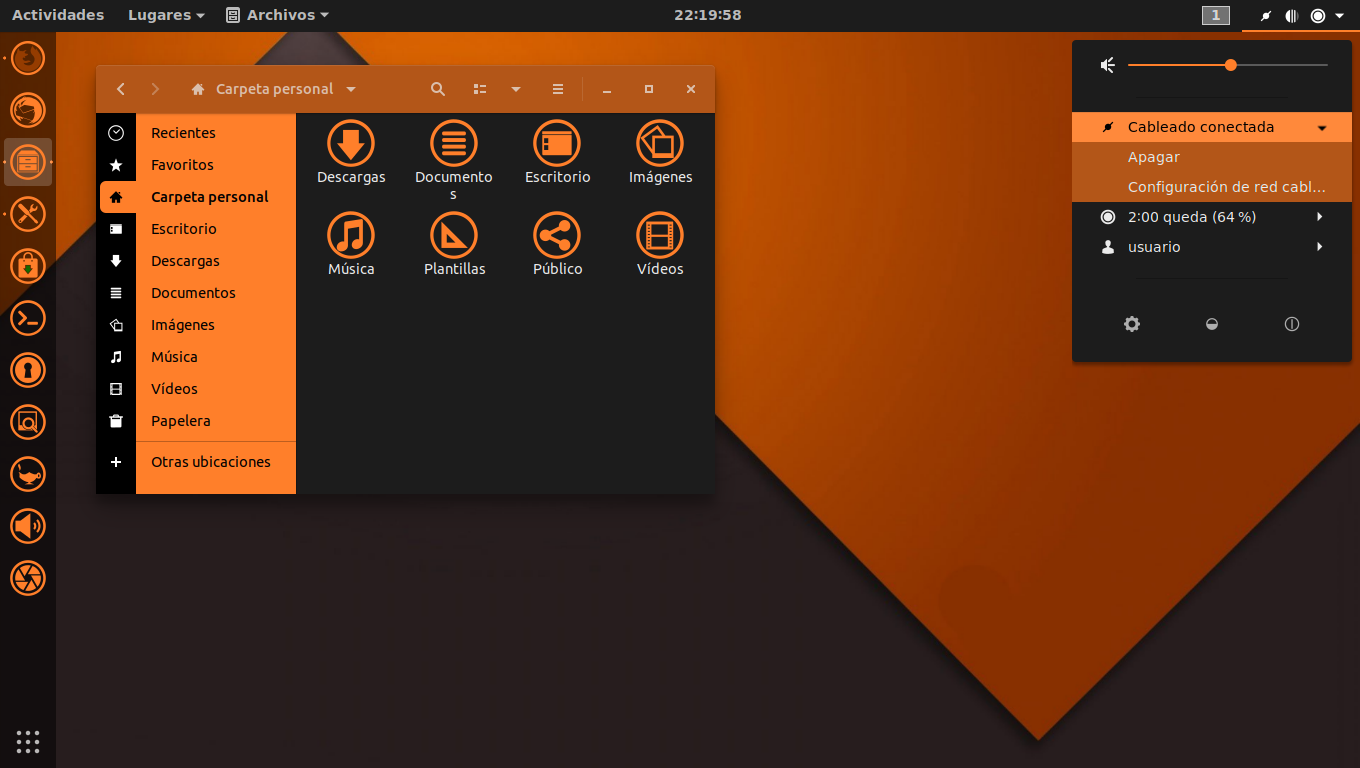 Actividades Lugares Archivos 22:19:58 1
Carpeta personal
Recientes
Favoritos
Carpeta personal
Escritorio
Descargas
Documentos
Imágenes
Música
Vídeos
Papelera
Otras ubicaciones
Descargas Documento Escritorio Imágenes
s
Música Plantillas Público Vídeos
Cableado conectada
Apagar
Configuración de red cabl…
2:00 queda (64 %)
usuario